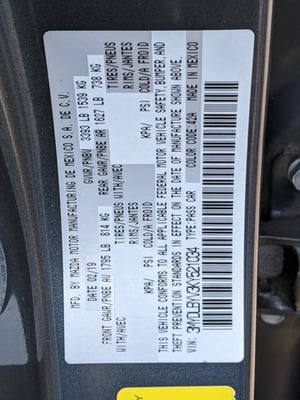 MFD. BY MAZDA MOTOR MANUFACTURING DE MEXICO S.A. DE C.V.
DATE: 02/19 GVWR/PNBV 3393 LB 1539 KG
FRONT GAWR/PNBE AV 1795 LB 814 KG REAR GAWR/PNBE AR 1627 LB 738 KG
WITH/AVEC TIRES/PNEUS WITH/AVEC TIRES/PNEUS
RIMS/JANTES RIMS/JANTES
KPA/ PSI COLD/A FROID KPA/ PSI COLD/A FROID
THIS VEHICLE CONFORMS TO ALL APPLICABLE FEDERAL MOTOR VEHICLE SAFETY, BUMPER, AND
THEFT PREVENTION STANDARDS IN EFFECT ON THE DATE OF MANUFACTURE SHOWN ABOVE.
TYPE: PASS CAR COLOR CODE: 42A MADE IN MEXICO
VIN: